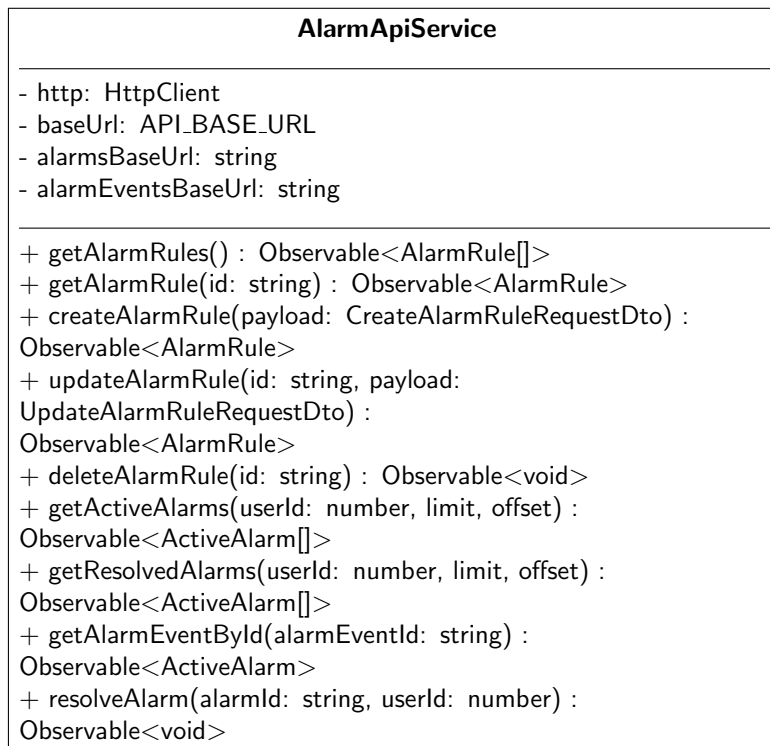 AlarmApiService
- http: HttpClient
- baseUrl: API_BASE_URL
- alarmsBaseUrl: string
- alarmEventsBaseUrl: string
+ getAlarmRules() : Observable<AlarmRule[]>
+ getAlarmRule(id: string) : Observable<AlarmRule>
+ createAlarmRule(payload: CreateAlarmRuleRequestDto) :
Observable<AlarmRule>
+ updateAlarmRule(id: string, payload:
UpdateAlarmRuleRequestDto) :
Observable<AlarmRule>
+ deleteAlarmRule(id: string) : Observable<void>
+ getActiveAlarms(userId: number, limit, offset) :
Observable<ActiveAlarm[]>
+ getResolvedAlarms(userId: number, limit, offset) :
Observable<ActiveAlarm[]>
+ getAlarmEventById(alarmEventId: string) :
Observable<ActiveAlarm>
+ resolveAlarm(alarmId: string, userId: number) :
Observable<void>